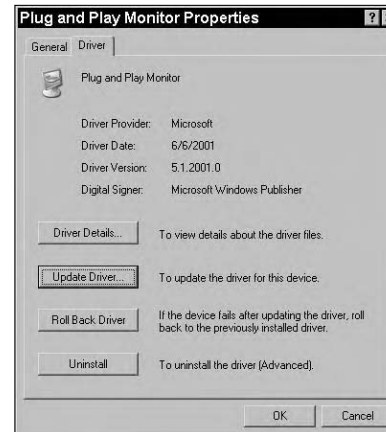 Plug and Play Monitor Properties
?
General Driver
Plug and Play Monitor
Driver Provider: Microsoft
Driver Date: 6/6/2001
Driver Version: 5.1.2001.0
Digital Signer: Microsoft Windows Publisher
Driver Details... To view details about the driver files.
Update Driver... To update the driver for this device.
Roll Back Driver If the device fails after updating the driver, roll
back to the previously installed driver.
Uninstall To uninstall the driver (Advanced).
OK Cancel